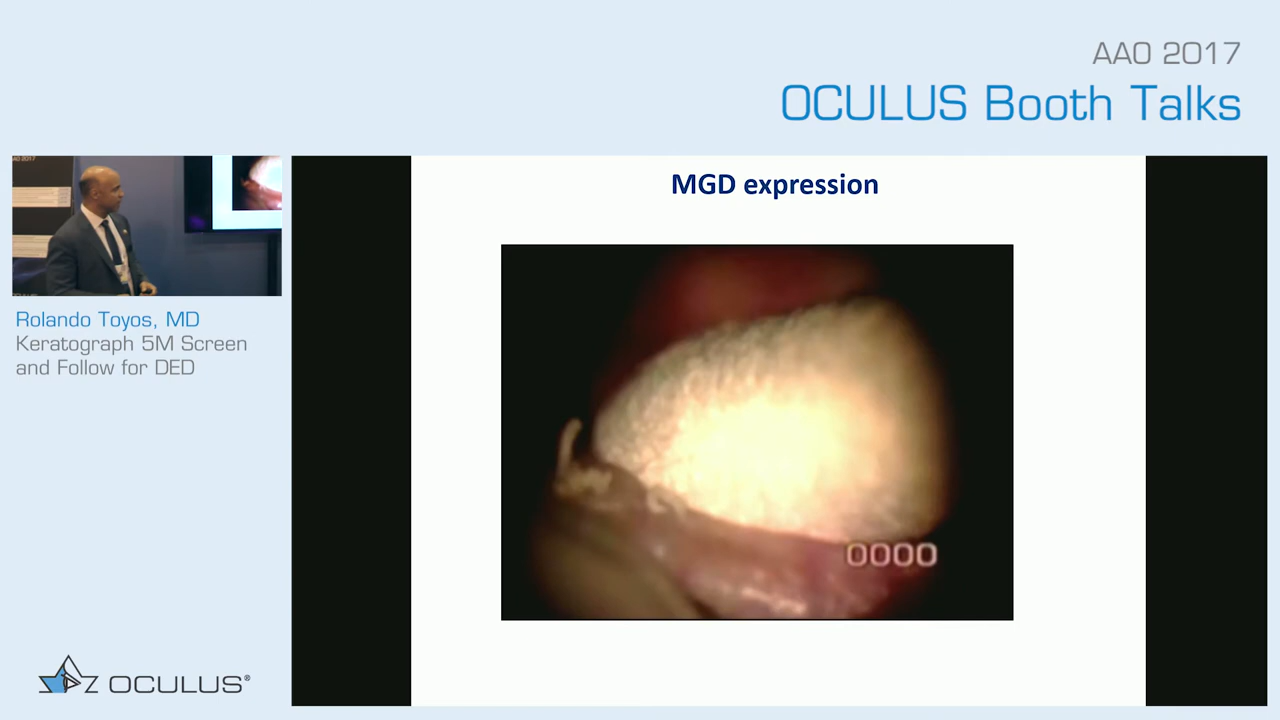 AAO 2017
OCULUS Booth Talks
Rolando Toyos, MD
Keratograph 5M Screen
and Follow for DED
MGD expression
0000
OCULUS®